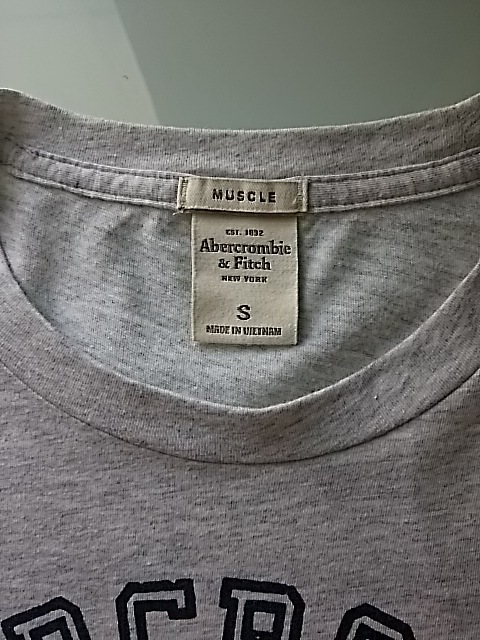 MUSCLE
EST. 1892
Abercrombie
& Fitch
NEW YORK
S
MADE IN VIETNAM